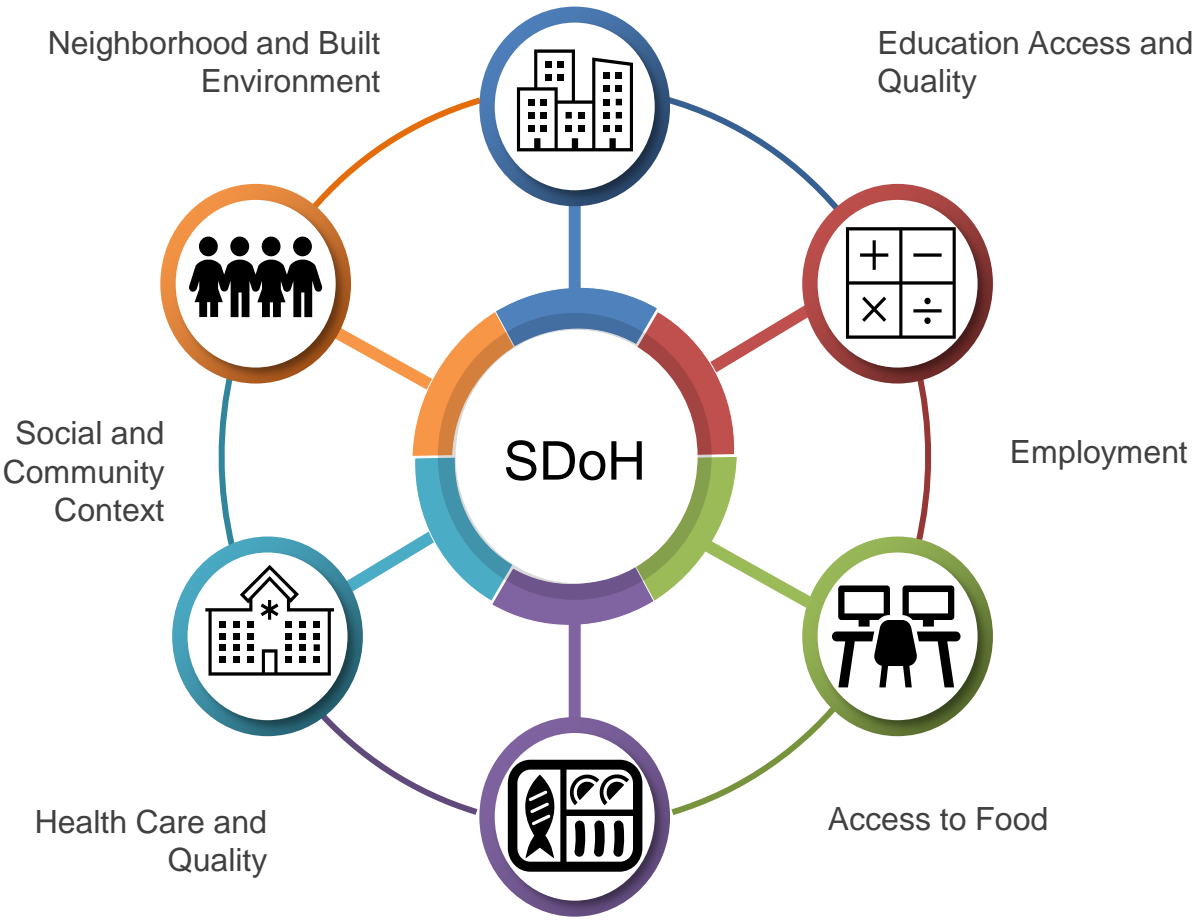 Neighborhood and Built
Environment
Education Access and
Quality
SDoH
Social and
Community
Context
Employment
Health Care and
Quality
Access to Food